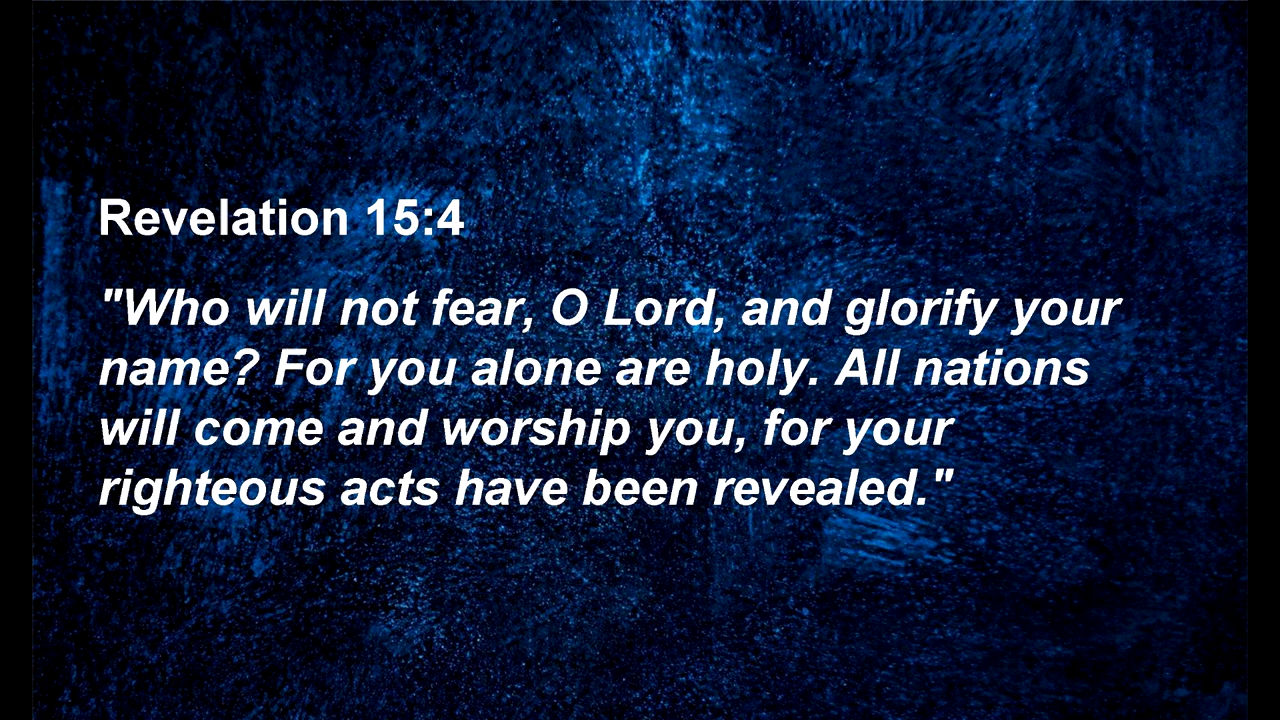 Revelation 15:4
"Who will not fear, O Lord, and glorify your
name? For you alone are holy. All nations
will come and worship you, for your
righteous acts have been revealed."